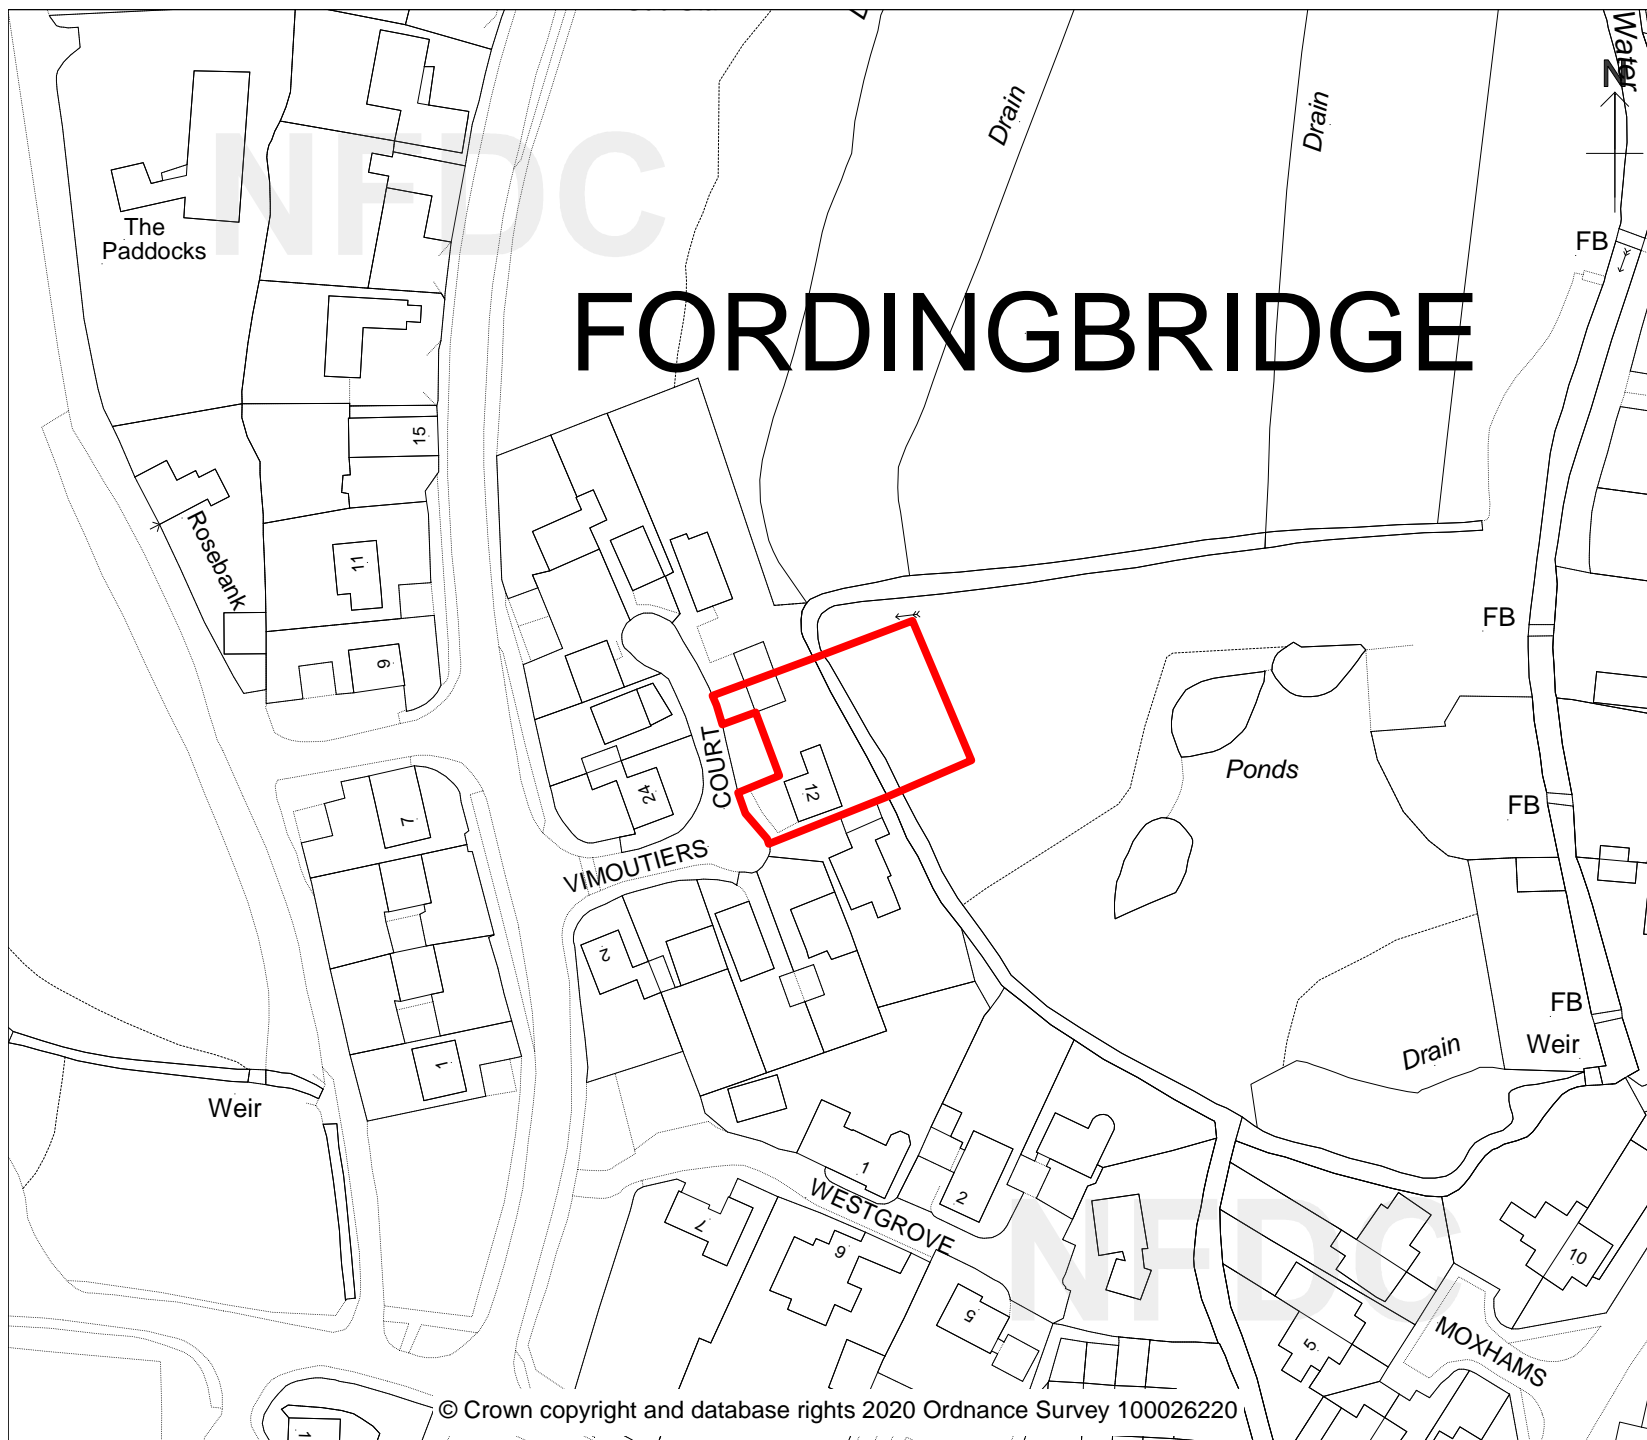 Water
N
Drain
Drain
NFDC
The
Paddocks
FB
FORDINGBRIDGE
15
Rosebank
11
9
FB
COURT
12
24
Ponds
7
FB
VIMOUTIERS
2
FB
Drain
Weir
1
Weir
1
2
WESTGROVE
7
9
NFDC
10
5
5
MOXHAMS
© Crown copyright and database rights 2020 Ordnance Survey 100026220
1